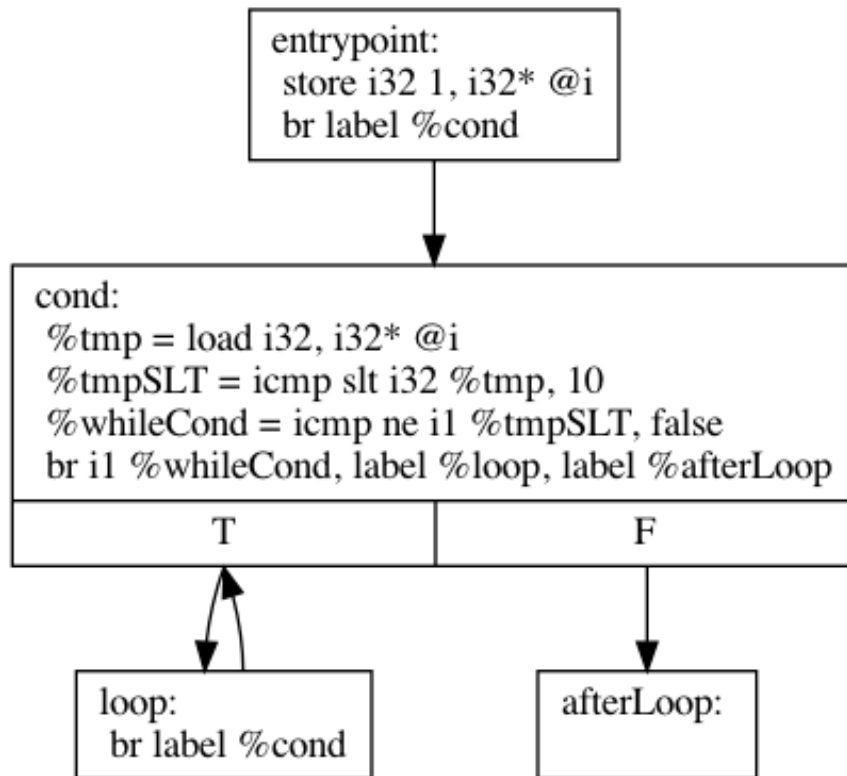 entrypoint:
store i32 1, i32* @i
br label %cond
cond:
%tmp = load i32, i32* @i
%tmpSLT = icmp slt i32 %tmp, 10
%whileCond = icmp ne i1 %tmpSLT, false
br i1 %whileCond, label %loop, label %afterLoop
T
F
loop:
br label %cond
afterLoop: